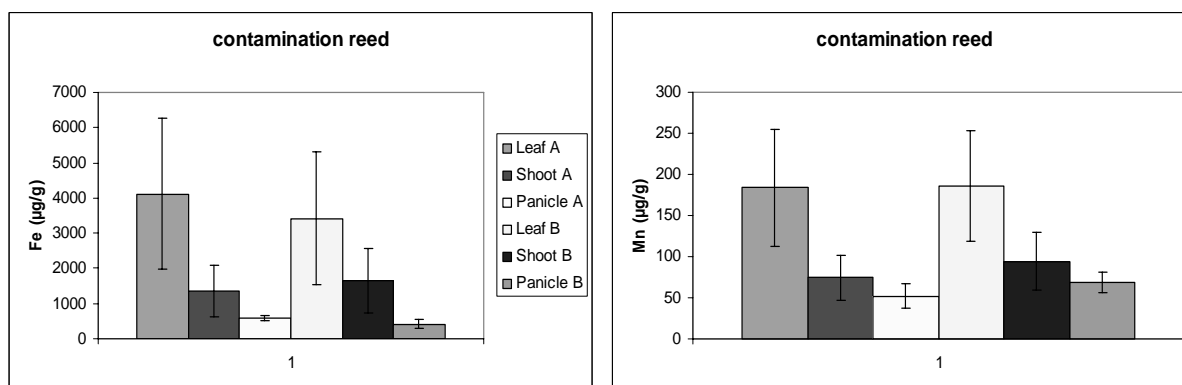 contamination reed
7000
6000
5000
4000
3000
2000
1000
0
Fe (µg/g)
1
Leaf A
Shoot A
Panicle A
Leaf B
Shoot B
Panicle B
contamination reed
300
250
200
150
100
50
0
Mn (µg/g)
1